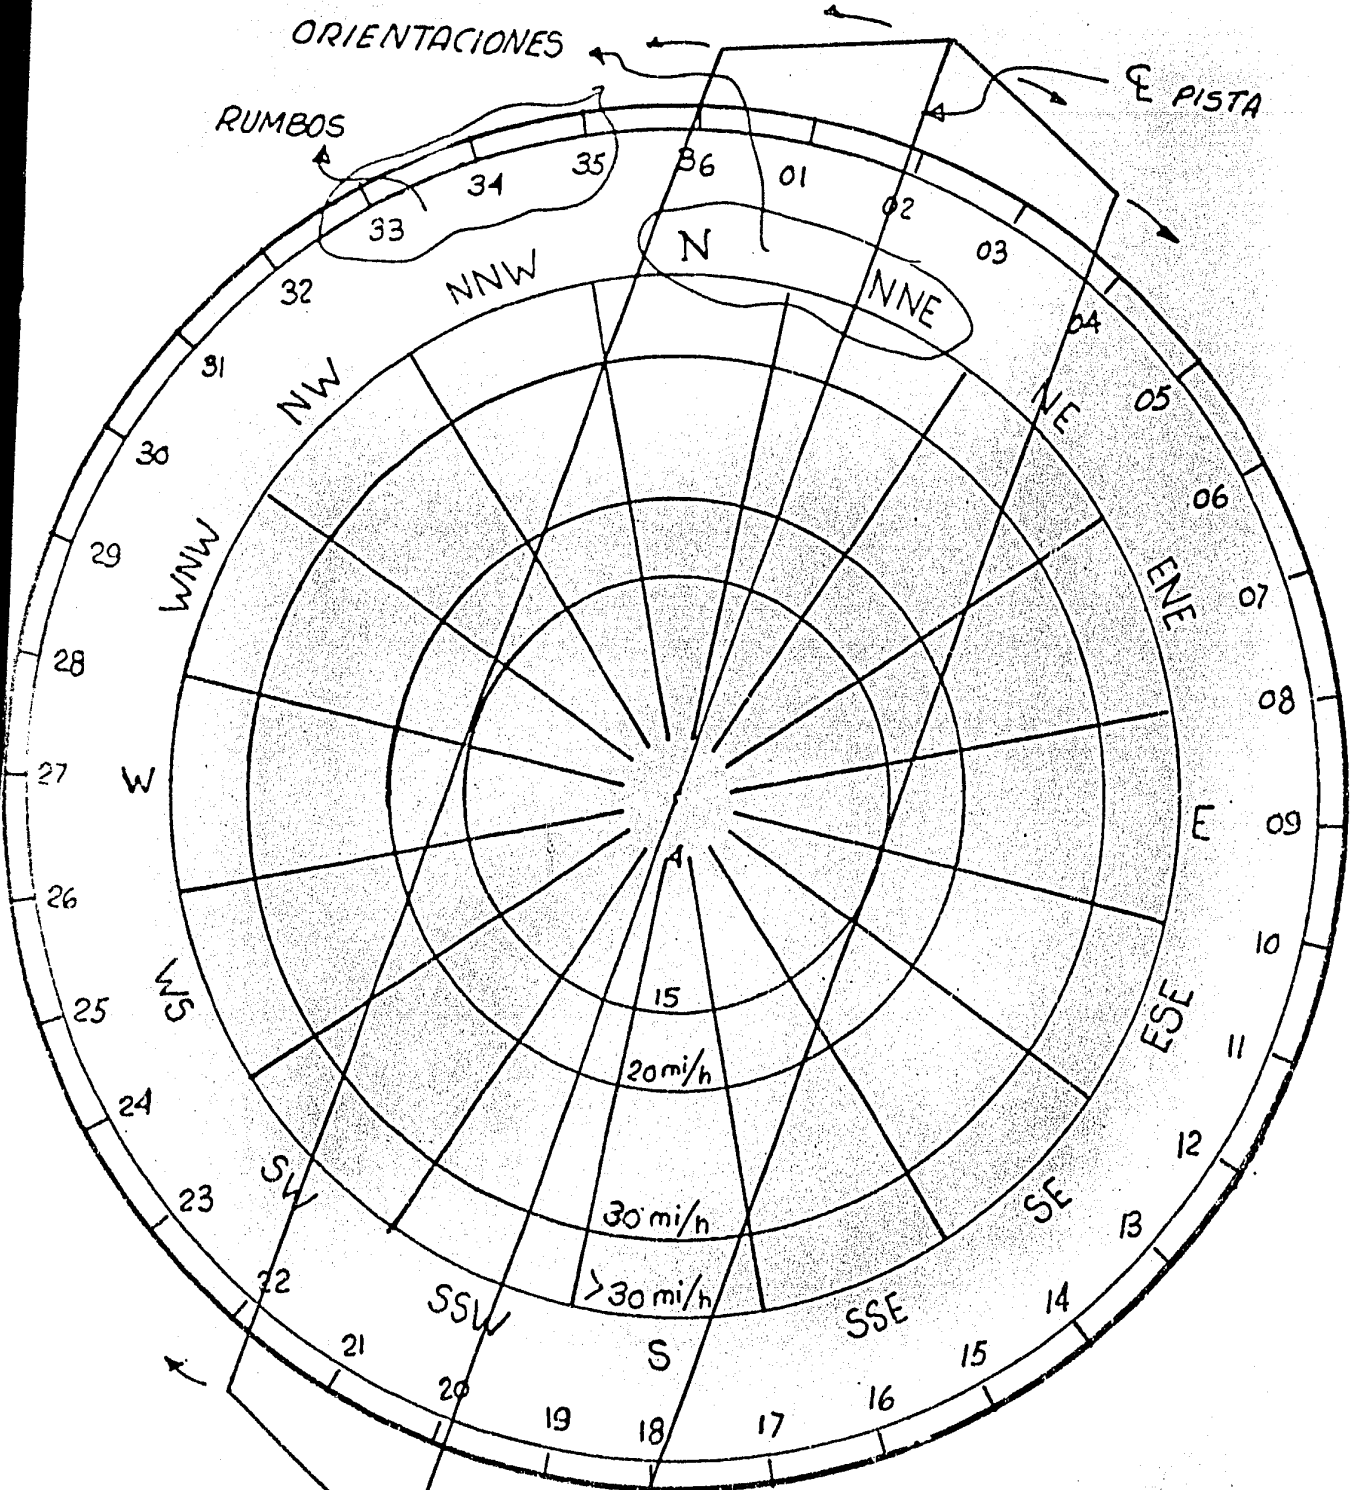 ORIENTACIONES
℄ PISTA
RUMBOS
36
01
02
03
04
05
06
07
08
09
10
11
12
13
14
15
16
17
18
19
20
21
22
23
24
25
26
27
28
29
30
31
32
33
34
35
N
NNE
NE
ENE
E
ESE
SE
SSE
S
SSW
SW
WS
W
WNW
NW
NNW
A
15
20 mi/h
30 mi/h
>30 mi/h